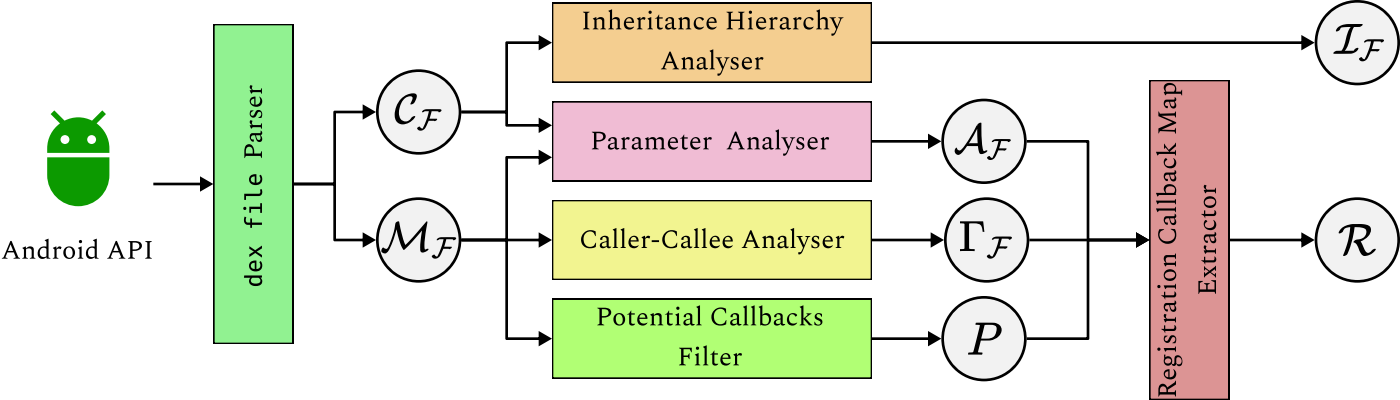 Android API
dex file Parser
𝒞_ℱ
ℳ_ℱ
Inheritance Hierarchy
Analyser
Parameter Analyser
Caller-Callee Analyser
Potential Callbacks
Filter
𝒜_ℱ
Γ_ℱ
P
Registration Callback Map
Extractor
ℐ_ℱ
ℛ